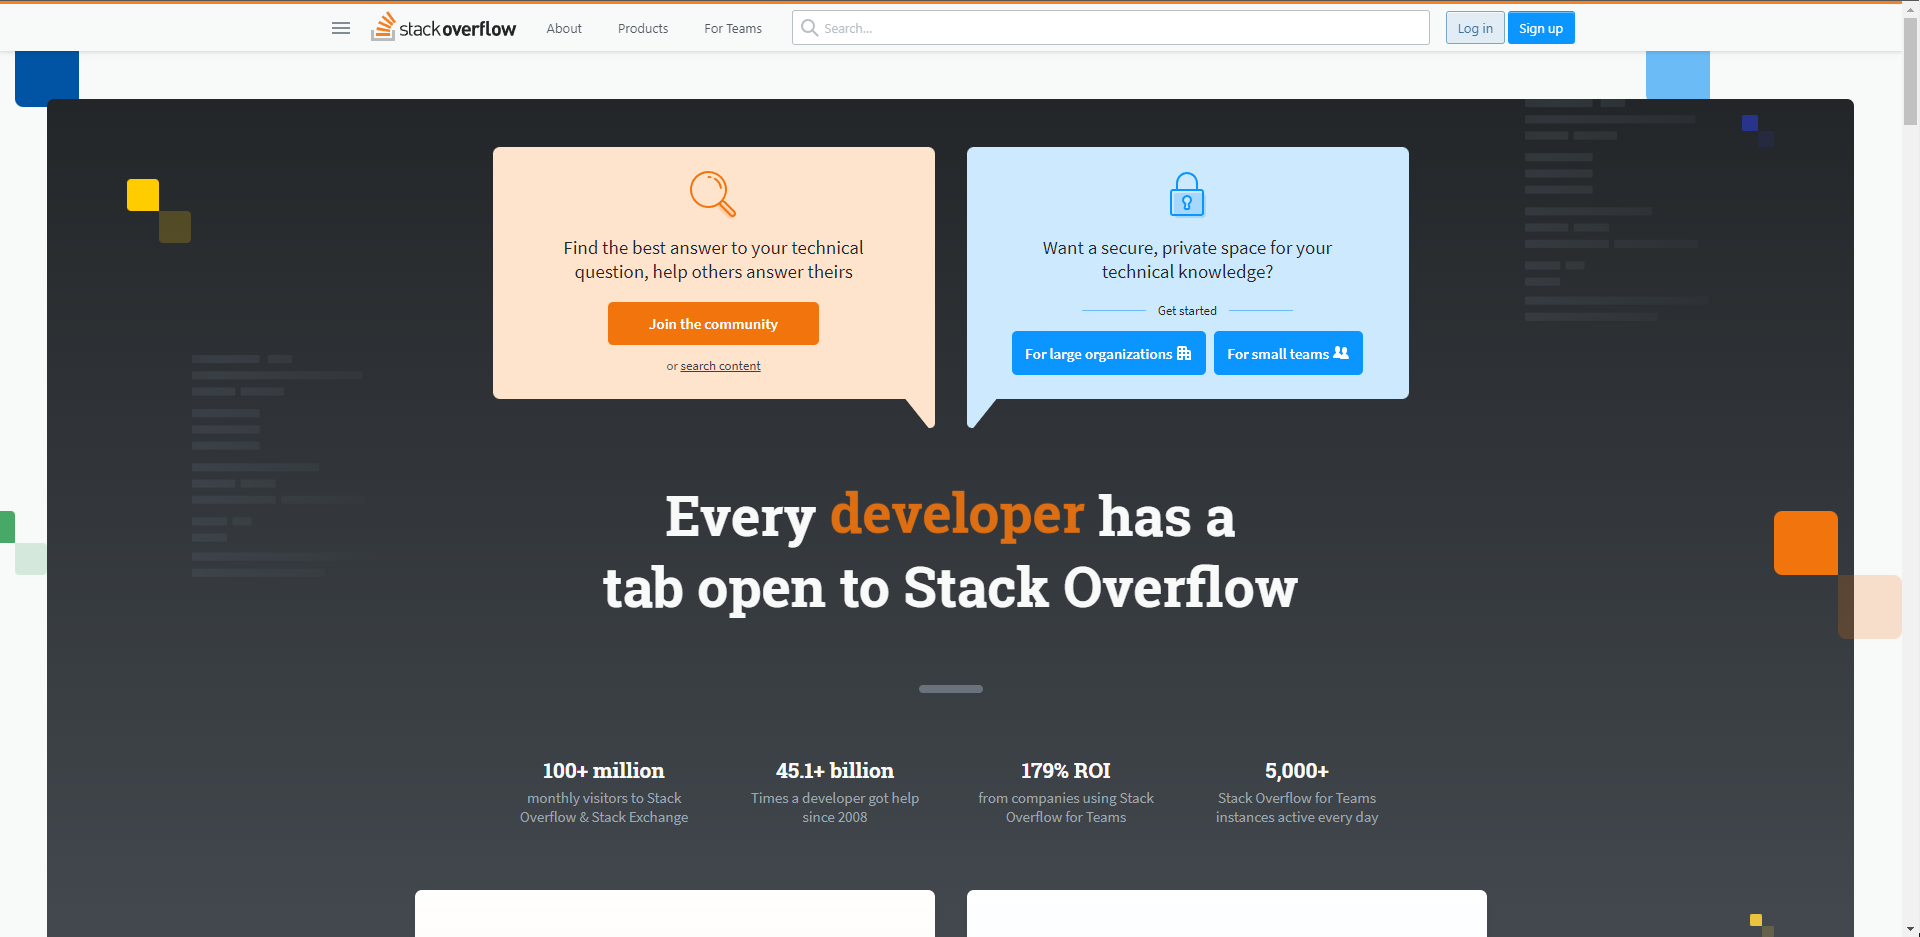 stackoverflow
About
Products
For Teams
Search...
Log in
Sign up
Find the best answer to your technical
question, help others answer theirs
Join the community
or search content
Want a secure, private space for your
technical knowledge?
Get started
For large organizations
For small teams
Every developer has a
tab open to Stack Overflow
100+ million
monthly visitors to Stack
Overflow & Stack Exchange
45.1+ billion
Times a developer got help
since 2008
179% ROI
from companies using Stack
Overflow for Teams
5,000+
Stack Overflow for Teams
instances active every day